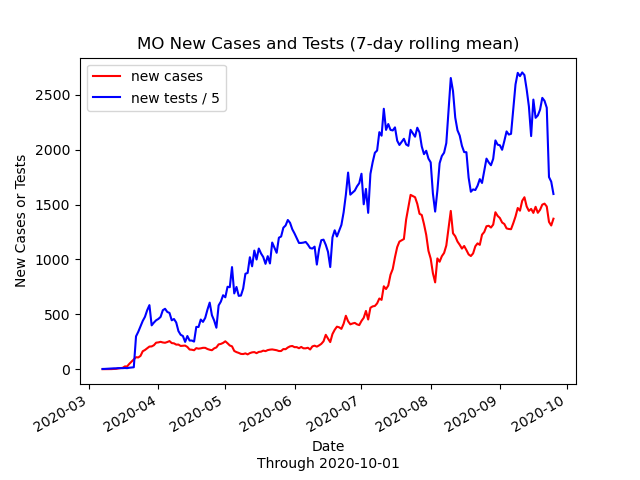 MO New Cases and Tests (7-day rolling mean)
new cases
new tests / 5
New Cases or Tests
2500
2000
1500
1000
500
0
2020-03
2020-04
2020-05
2020-06
2020-07
2020-08
2020-09
2020-10
Date
Through 2020-10-01